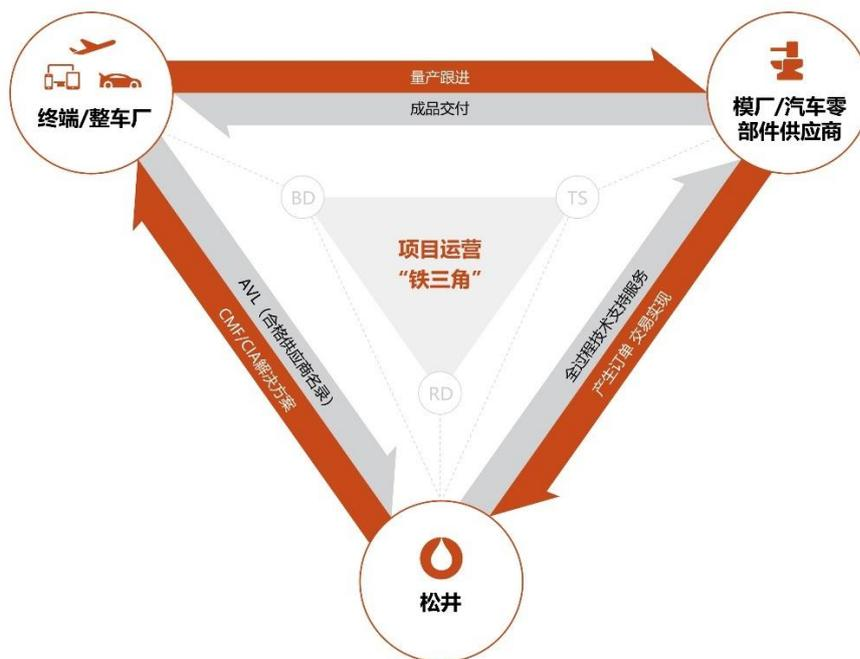 终端/整车厂
模厂/汽车零
部件供应商
量产跟进
成品交付
BD
TS
项目运营
“铁三角”
RD
AVL（合格供应商名录）
CMF/CIA解决方案
全过程技术支持服务
产生订单 交易实现
松井